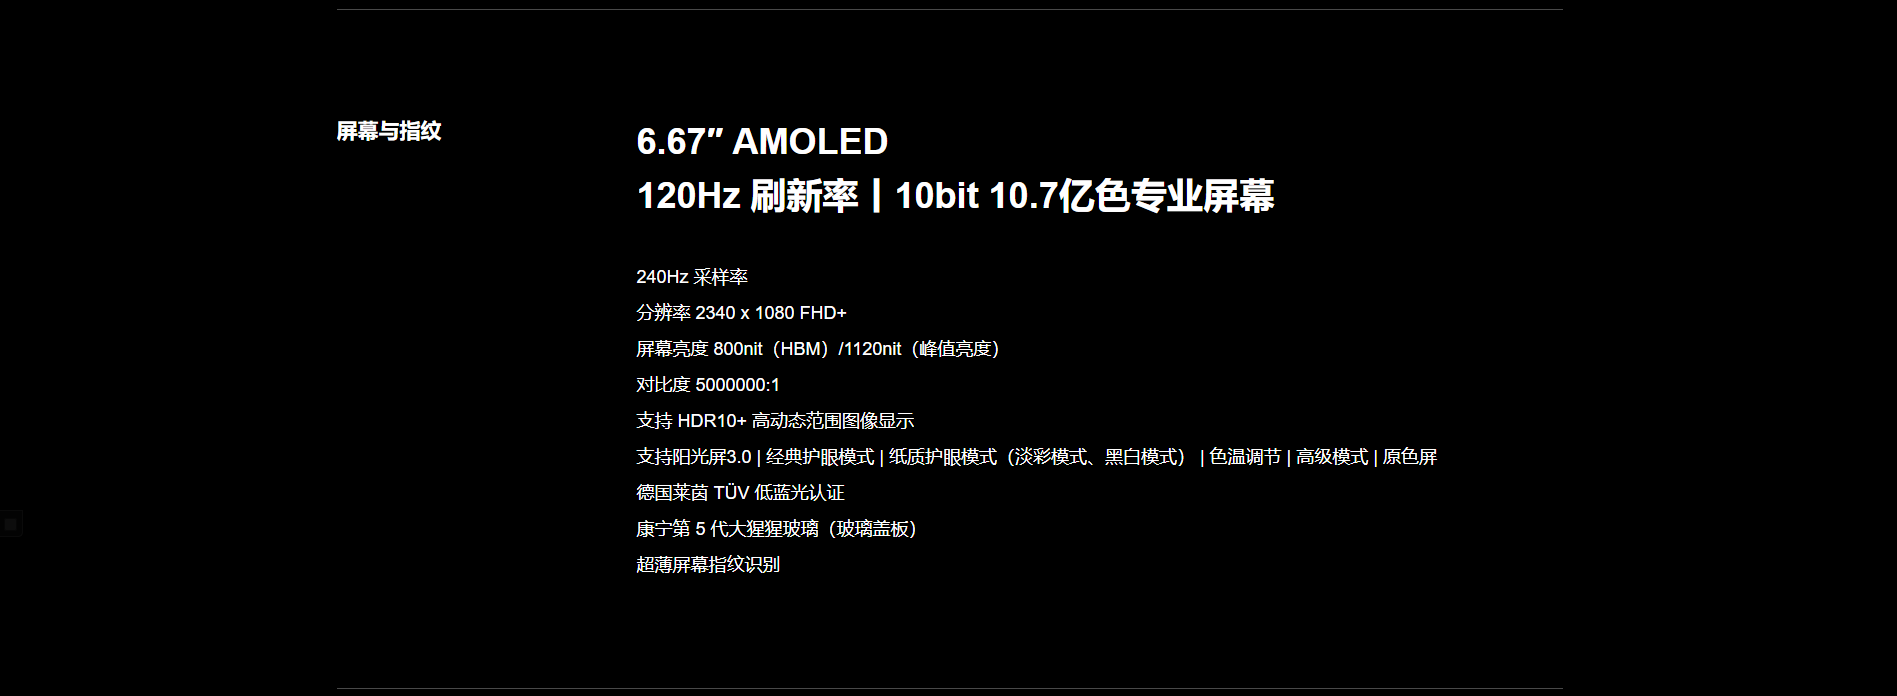 屏幕与指纹
6.67″ AMOLED
120Hz 刷新率丨10bit 10.7亿色专业屏幕
240Hz 采样率
分辨率 2340 x 1080 FHD+
屏幕亮度 800nit（HBM）/1120nit（峰值亮度）
对比度 5000000:1
支持 HDR10+ 高动态范围图像显示
支持阳光屏3.0 | 经典护眼模式 | 纸质护眼模式（淡彩模式、黑白模式） | 色温调节 | 高级模式 | 原色屏
德国莱茵 TÜV 低蓝光认证
康宁第 5 代大猩猩玻璃（玻璃盖板）
超薄屏幕指纹识别